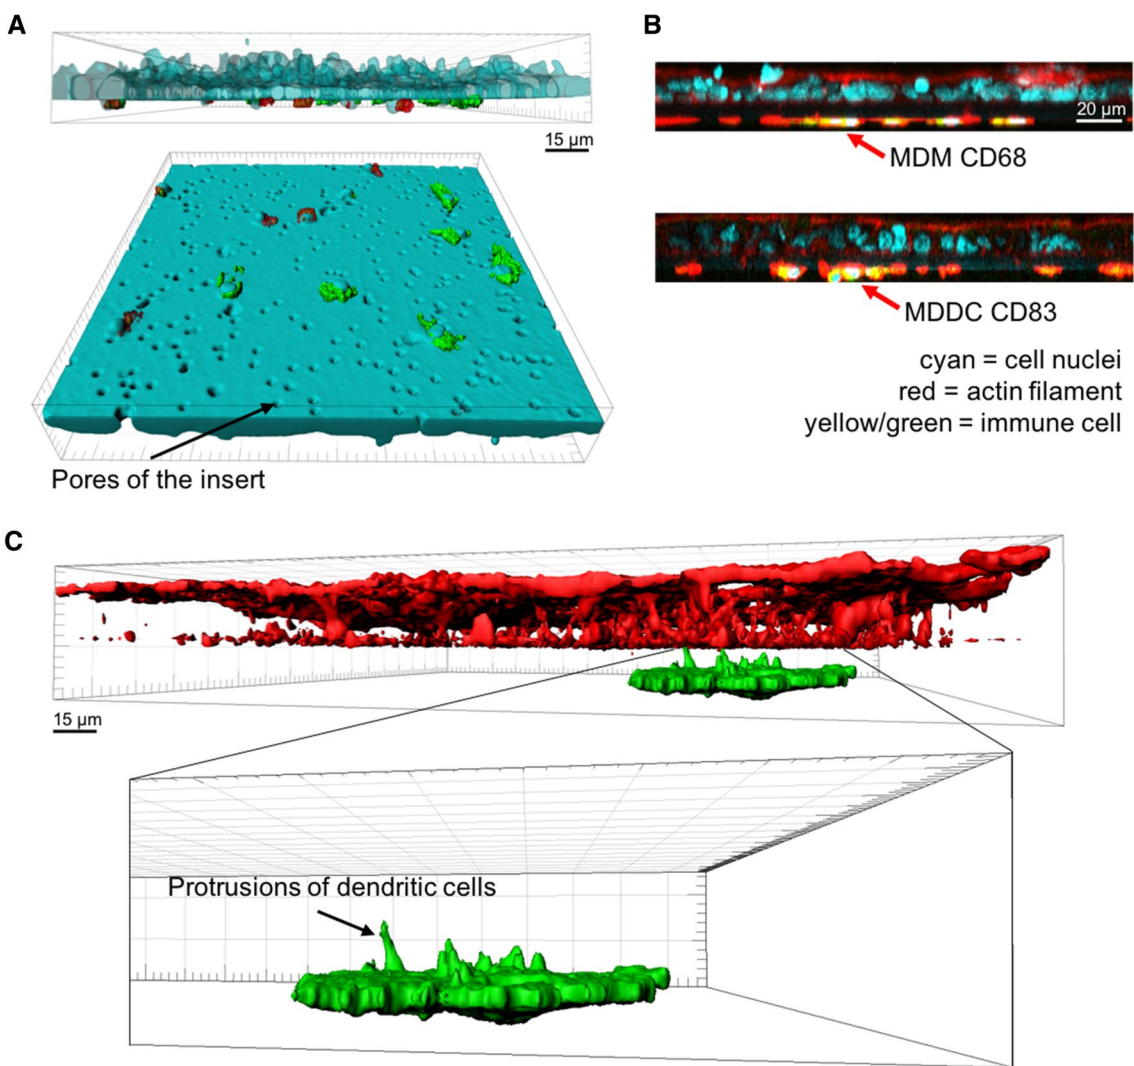 A
15 µm
Pores of the insert
B
20 µm
MDM CD68
MDDC CD83
cyan = cell nuclei
red = actin filament
yellow/green = immune cell
C
15 µm
Protrusions of dendritic cells